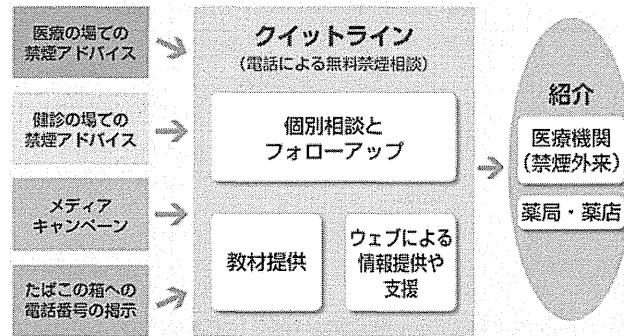 医療の場での
禁煙アドバイス
健診の場での
禁煙アドバイス
メディア
キャンペーン
たばこの箱への
電話番号の掲示
クイットライン
(電話による無料禁煙相談)
個別相談と
フォローアップ
教材提供
ウェブによる
情報提供や
支援
紹介
医療機関
(禁煙外来)
薬局・薬店